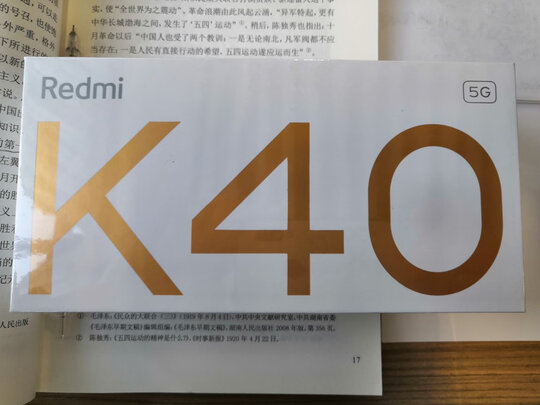 使“全世界为之震动”，革命浪潮由此风起云涌，“异军特起，更有
中华长城渤海之间，发生了‘五四’运动”①。稍后，陈独秀也指出：十
月革命以后“中国人也受了两个教训：一是无论南北，凡军阀都不应
当存在；一是人民有直接行动的希望。五四运动遂应运而生”②。
Redmi
5G
K40
① 毛泽东：《民众的大联合（三）》（1919年8月4日），中共中央文献研究室、中共湖南省委
《毛泽东早期文稿》编辑组编：《毛泽东早期文稿》，湖南人民出版社2008年版，第356页。
② 陈独秀：《五四运动的精神是什么？》，《时事新报》1920年4月22日。
17
人民出版